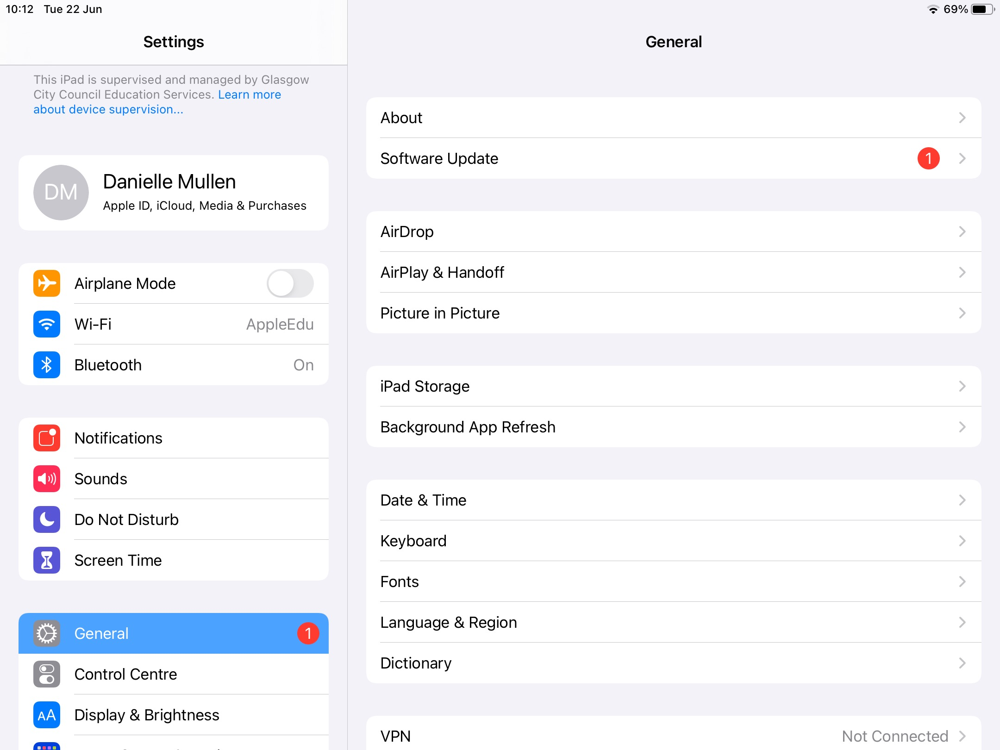 10:12 Tue 22 Jun
69%
Settings
This iPad is supervised and managed by Glasgow
City Council Education Services. Learn more
about device supervision...
DM
Danielle Mullen
Apple ID, iCloud, Media & Purchases
Airplane Mode
Wi-Fi AppleEdu
Bluetooth On
Notifications
Sounds
Do Not Disturb
Screen Time
General 1
Control Centre
AA Display & Brightness
General
About
Software Update 1
AirDrop
AirPlay & Handoff
Picture in Picture
iPad Storage
Background App Refresh
Date & Time
Keyboard
Fonts
Language & Region
Dictionary
VPN Not Connected